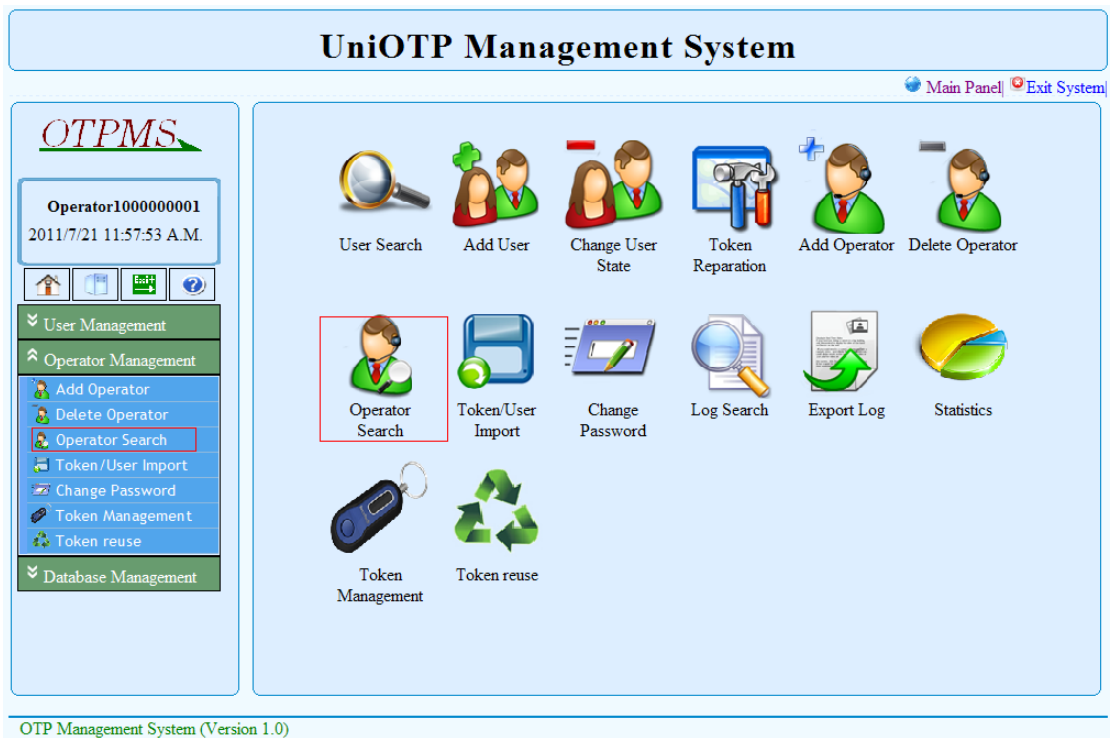 UniOTP Management System
Main Panel| Exit System|
OTPMS
Operator1000000001
2011/7/21 11:57:53 A.M.
User Management
Operator Management
Add Operator
Delete Operator
Operator Search
Token/User Import
Change Password
Token Management
Token reuse
Database Management
User Search
Add User
Change User
State
Token
Reparation
Add Operator
Delete Operator
Operator
Search
Token/User
Import
Change
Password
Log Search
Export Log
Statistics
Token
Management
Token reuse
OTP Management System (Version 1.0)